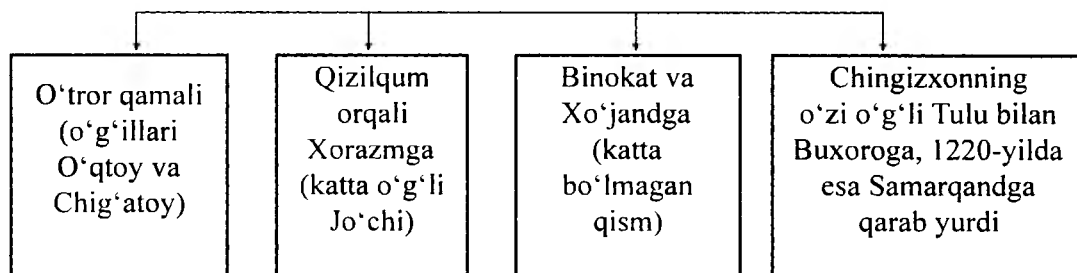 O‘tror qamali
(o‘g‘illari
O‘qtoy va
Chig‘atoy)
Qizilqum
orqali
Xorazmga
(katta o‘g‘li
Jo‘chi)
Binokat va
Xo‘jandga
(katta
bo‘lmagan
qism)
Chingizxonning
o‘zi o‘g‘li Tulu bilan
Buxoroga, 1220-yilda
esa Samarqandga
qarab yurdi